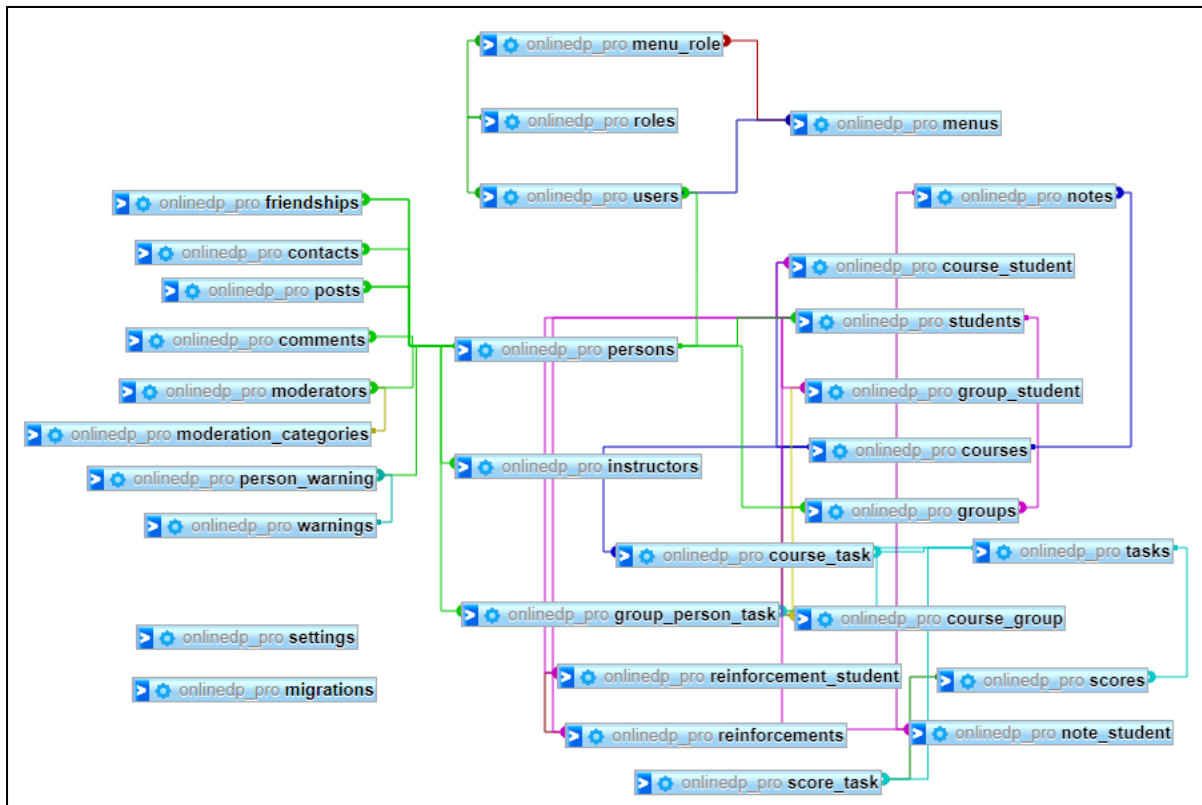 onlinedp_pro menu_role
onlinedp_pro roles
onlinedp_pro menus
onlinedp_pro users
onlinedp_pro notes
onlinedp_pro friendships
onlinedp_pro contacts
onlinedp_pro course_student
onlinedp_pro posts
onlinedp_pro students
onlinedp_pro comments
onlinedp_pro persons
onlinedp_pro moderators
onlinedp_pro group_student
onlinedp_pro moderation_categories
onlinedp_pro courses
onlinedp_pro instructors
onlinedp_pro person_warning
onlinedp_pro groups
onlinedp_pro warnings
onlinedp_pro course_task
onlinedp_pro tasks
onlinedp_pro group_person_task
onlinedp_pro course_group
onlinedp_pro settings
onlinedp_pro reinforcement_student
onlinedp_pro scores
onlinedp_pro migrations
onlinedp_pro reinforcements
onlinedp_pro note_student
onlinedp_pro score_task